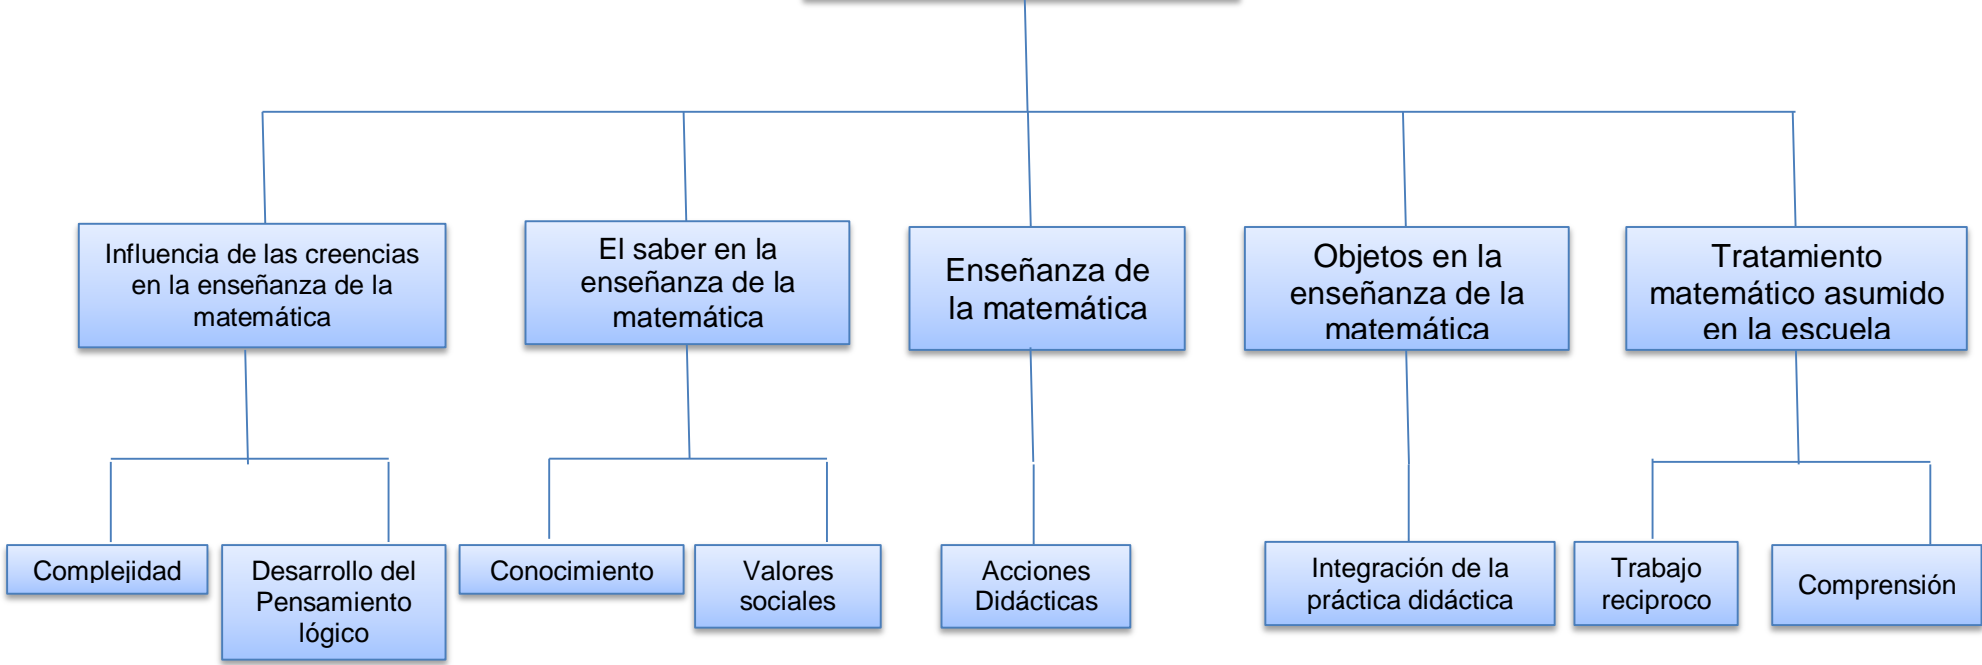 Influencia de las creencias
en la enseñanza de la
matemática
El saber en la
enseñanza de la
matemática
Enseñanza de
la matemática
Objetos en la
enseñanza de la
matemática
Tratamiento
matemático asumido
en la escuela
Complejidad
Desarrollo del
Pensamiento
lógico
Conocimiento
Valores
sociales
Acciones
Didácticas
Integración de la
práctica didáctica
Trabajo
reciproco
Comprensión